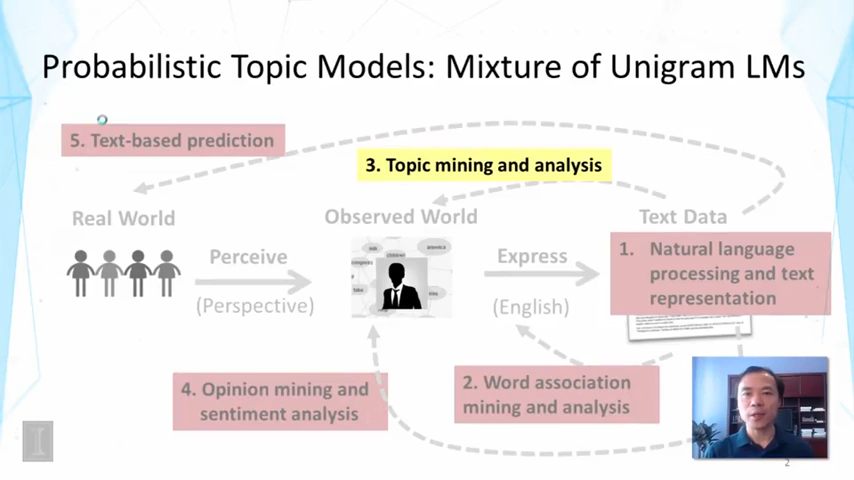 Probabilistic Topic Models: Mixture of Unigram LMs
5. Text-based prediction
3. Topic mining and analysis
Real World
Observed World
Text Data
Perceive
(Perspective)
Express
(English)
1. Natural language
processing and text
representation
4. Opinion mining and
sentiment analysis
2. Word association
mining and analysis
2